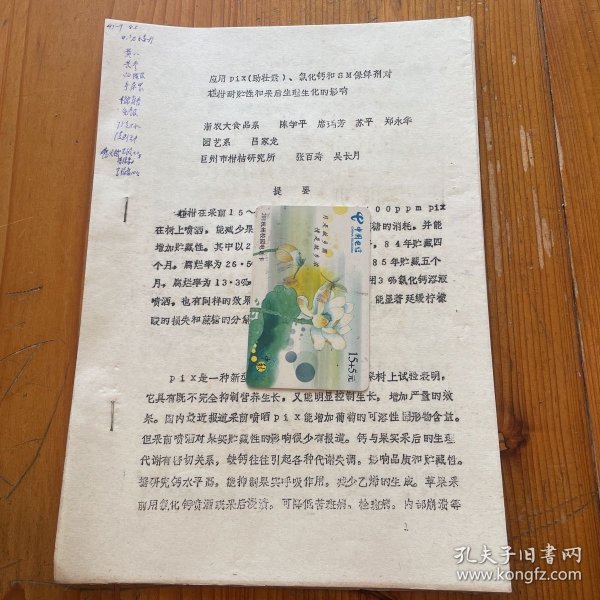 应用pix(助壮素)、氯化钙和SM保鲜剂对
椪柑耐贮性和采后生理生化的影响
浙农大食品系 陈学平 席玙芳 苏平 郑永华
园艺系 吕家龙
巨州市柑桔研究所 张百寿 吴长月
提 要
椪柑在采前15~
00ppm pix
在树上喷洒,能减少果
糖的消耗,并能
增加贮藏性。其中以2
84年贮藏四
个月,腐烂率为26·5
85年贮藏五个
月,腐烂率为13·3%
3%氯化钙溶液
喷洒,也有同样的效果
能显著延缓柠檬
酸的损失和蔗糖的分解
中国电信
15+5元
pix是一种新型
果树上试验表明,
它具有既不完全抑制营养生长,又能明显控制生长,增加产量的效
果。国内最近报道采前喷洒pix能增加葡萄的可溶性固形物含量。
但采前喷洒对果实贮藏性的影响很少有报道。钙与果实采后的生理
代谢有密切关系,缺钙往往引起各种代谢失调。影响品质和贮藏性。
据研究钙水平高,能抑制果实呼吸作用,减少乙烯的生成。苹果采
前用氯化钙喷洒或采后浸渍,可降低苦痘病、栓斑病、内部崩溃等
孔夫子旧书网
www.kongfz.com